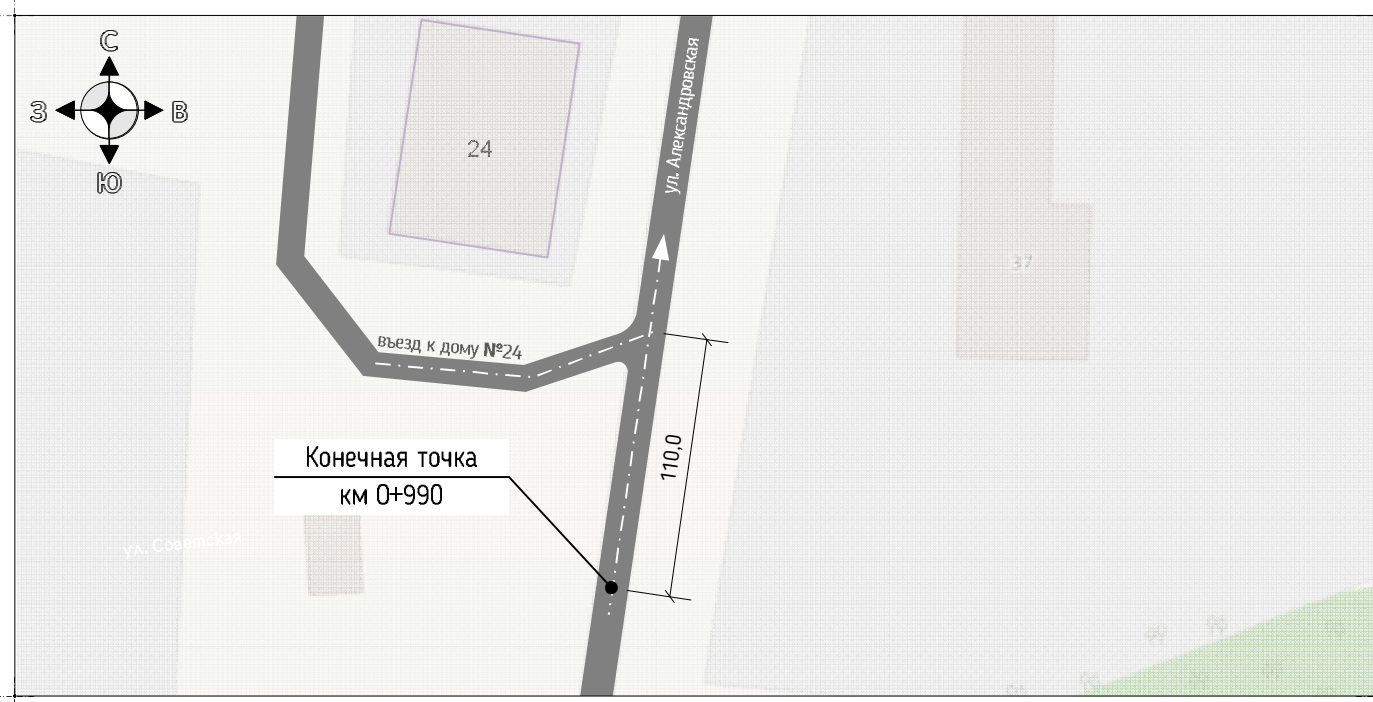 С
З
В
Ю
24
ул. Александровская
37
въезд к дому №24
110,0
Конечная точка
км 0+990
ул. Советская